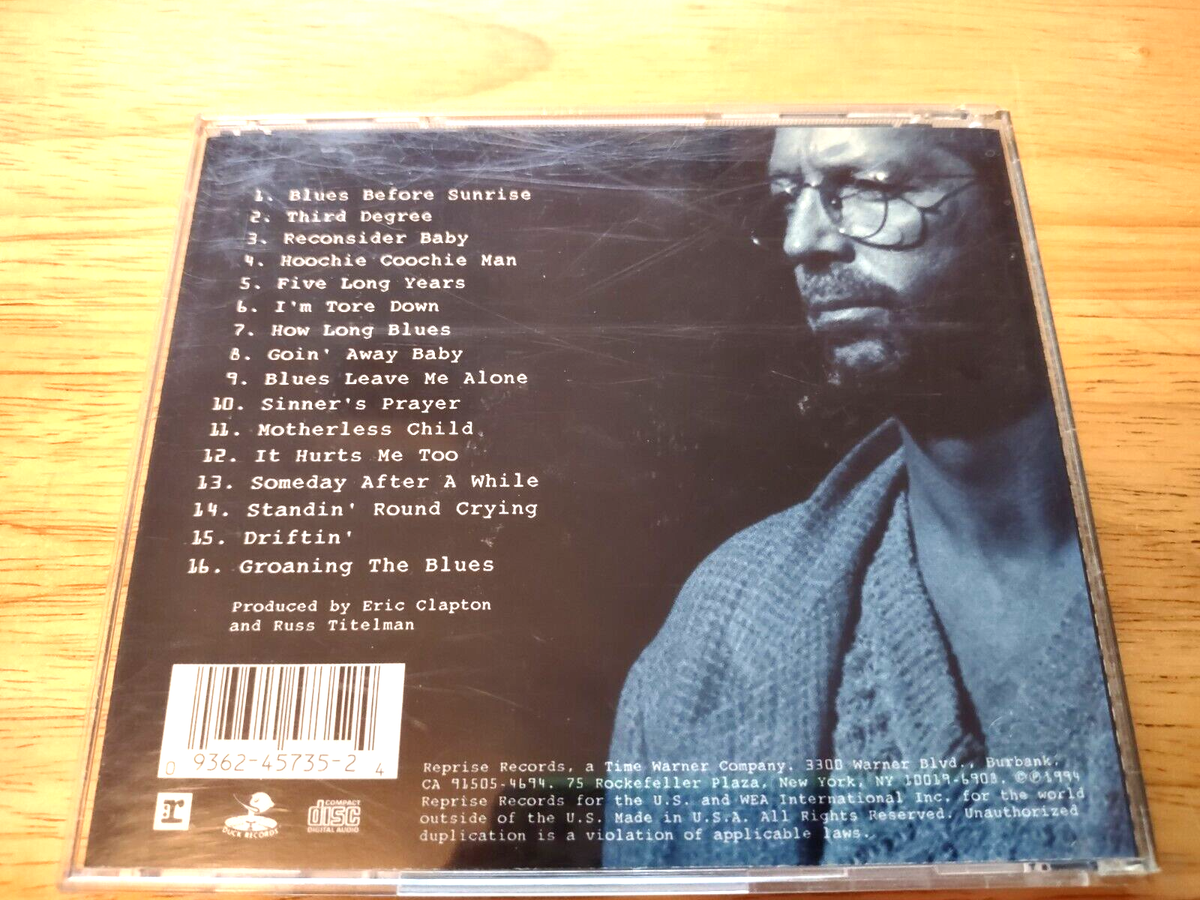 1. Blues Before Sunrise
2. Third Degree
3. Reconsider Baby
4. Hoochie Coochie Man
5. Five Long Years
6. I'm Tore Down
7. How Long Blues
8. Goin' Away Baby
9. Blues Leave Me Alone
10. Sinner's Prayer
11. Motherless Child
12. It Hurts Me Too
13. Someday After A While
14. Standin' Round Crying
15. Driftin'
16. Groaning The Blues
Produced by Eric Clapton
and Russ Titelman
0 9362-45735-2 4
r
DUCK RECORDS
COMPACT
disc
DIGITAL AUDIO
Reprise Records, a Time Warner Company. 3300 Warner Blvd., Burbank,
CA 91505-4694. 75 Rockefeller Plaza, New York, NY 10019-6908. ©℗1994
Reprise Records for the U.S. and WEA International Inc. for the world
outside of the U.S. Made in U.S.A. All Rights Reserved. Unauthorized
duplication is a violation of applicable laws.